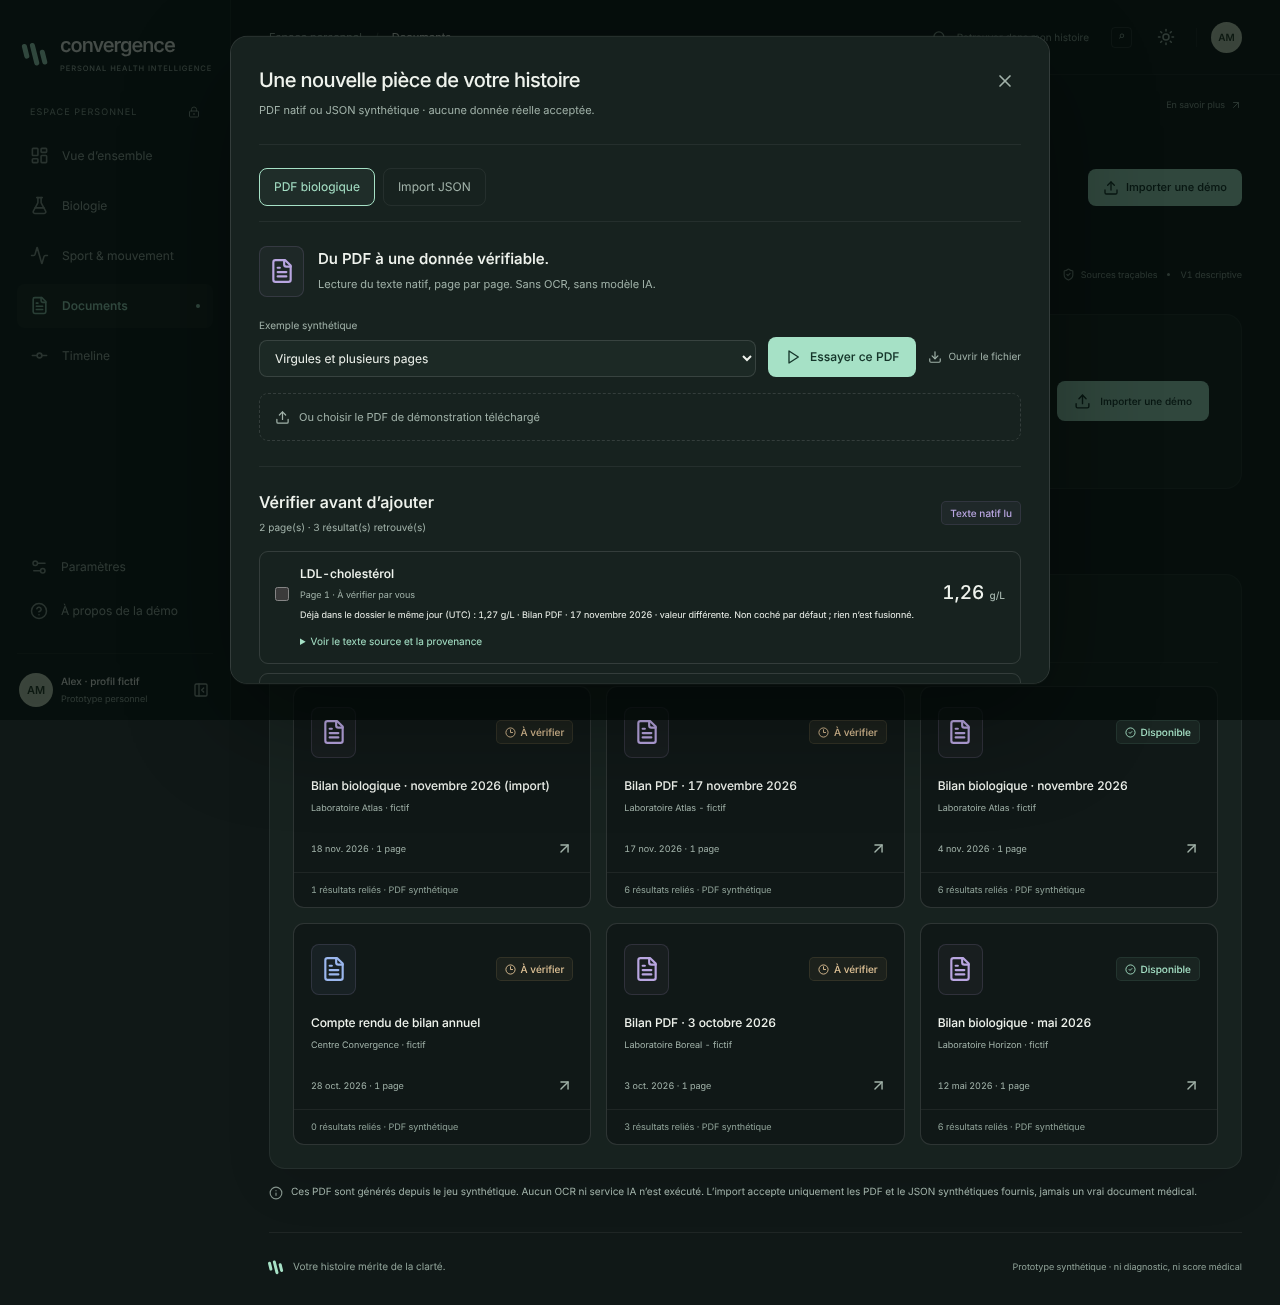 convergence
PERSONAL HEALTH INTELLIGENCE
ESPACE PERSONNEL
Vue d'ensemble
Biologie
Sport & mouvement
Documents
Timeline
Paramètres
À propos de la démo
AM
Alex · profil fictif
Prototype personnel
AM
En savoir plus
Importer une démo
Sources traçables • V1 descriptive
Importer une démo
Une nouvelle pièce de votre histoire
PDF natif ou JSON synthétique · aucune donnée réelle acceptée.
PDF biologique
Import JSON
Du PDF à une donnée vérifiable.
Lecture du texte natif, page par page. Sans OCR, sans modèle IA.
Exemple synthétique
Virgules et plusieurs pages
Essayer ce PDF
Ouvrir le fichier
Ou choisir le PDF de démonstration téléchargé
Vérifier avant d’ajouter
2 page(s) · 3 résultat(s) retrouvé(s)
Texte natif lu
LDL-cholestérol
Page 1 · À vérifier par vous
Déjà dans le dossier le même jour (UTC) : 1,27 g/L · Bilan PDF · 17 novembre 2026 · valeur différente. Non coché par défaut ; rien n’est fusionné.
Voir le texte source et la provenance
1,26 g/L
À vérifier
Bilan biologique · novembre 2026 (import)
Laboratoire Atlas · fictif
18 nov. 2026 · 1 page
1 résultats reliés · PDF synthétique
À vérifier
Bilan PDF · 17 novembre 2026
Laboratoire Atlas - fictif
17 nov. 2026 · 1 page
6 résultats reliés · PDF synthétique
Disponible
Bilan biologique · novembre 2026
Laboratoire Atlas · fictif
4 nov. 2026 · 1 page
6 résultats reliés · PDF synthétique
À vérifier
Compte rendu de bilan annuel
Centre Convergence · fictif
28 oct. 2026 · 1 page
0 résultats reliés · PDF synthétique
À vérifier
Bilan PDF · 3 octobre 2026
Laboratoire Boreal - fictif
3 oct. 2026 · 1 page
3 résultats reliés · PDF synthétique
Disponible
Bilan biologique · mai 2026
Laboratoire Horizon · fictif
12 mai 2026 · 1 page
6 résultats reliés · PDF synthétique
Ces PDF sont générés depuis le jeu synthétique. Aucun OCR ni service IA n’est exécuté. L’import accepte uniquement les PDF et le JSON synthétiques fournis, jamais un vrai document médical.
Votre histoire mérite de la clarté.
Prototype synthétique · ni diagnostic, ni score médical